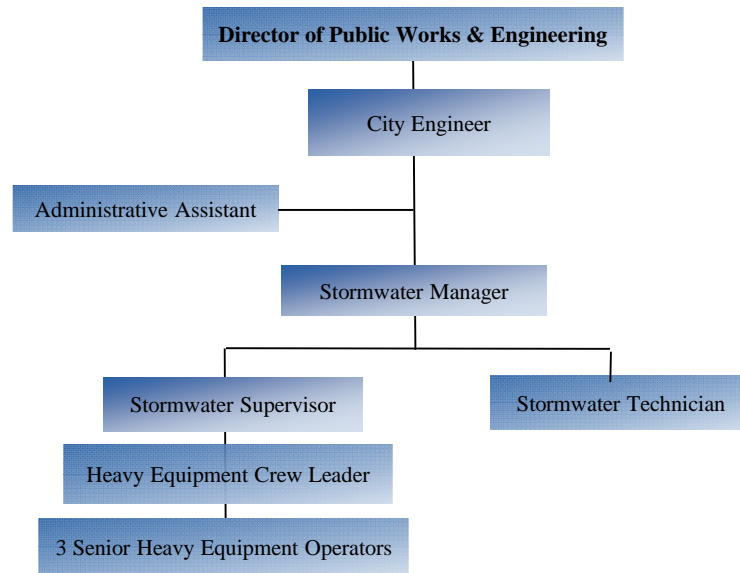 Director of Public Works & Engineering
City Engineer
Administrative Assistant
Stormwater Manager
Stormwater Supervisor
Stormwater Technician
Heavy Equipment Crew Leader
3 Senior Heavy Equipment Operators